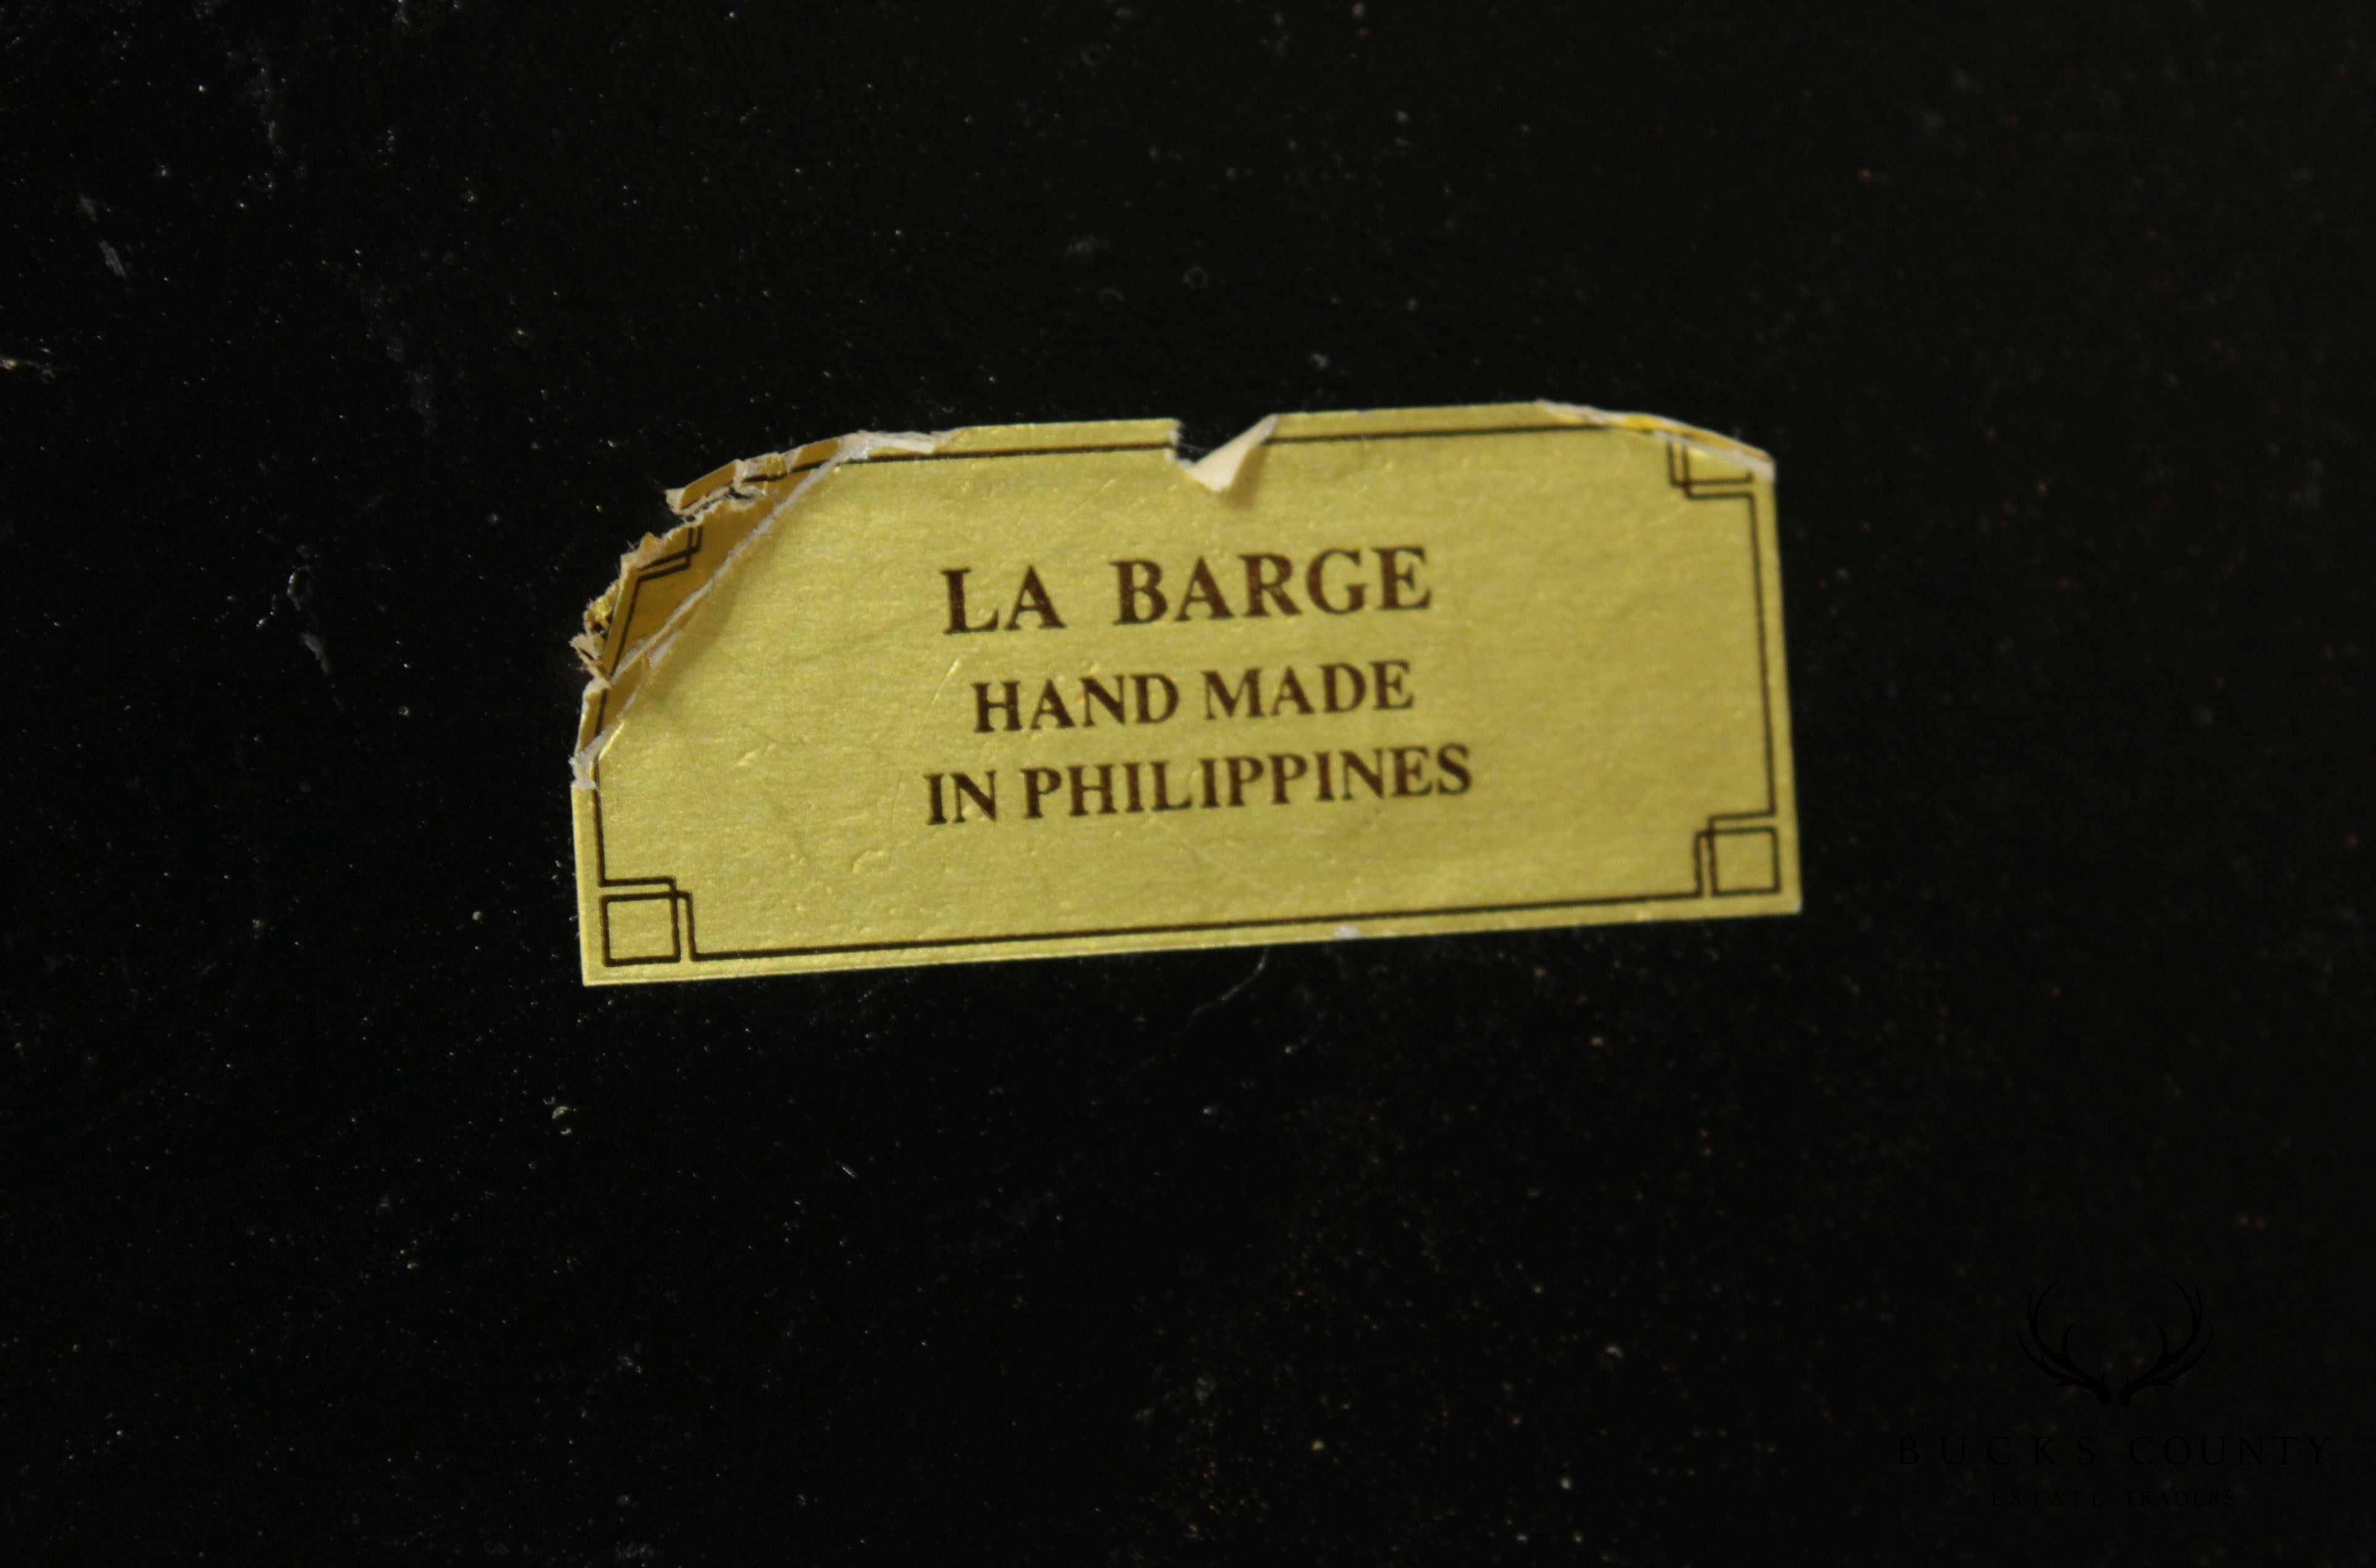 LA BARGE
HAND MADE
IN PHILIPPINES
BUCKS COUNTY
ESTATE TRADERS